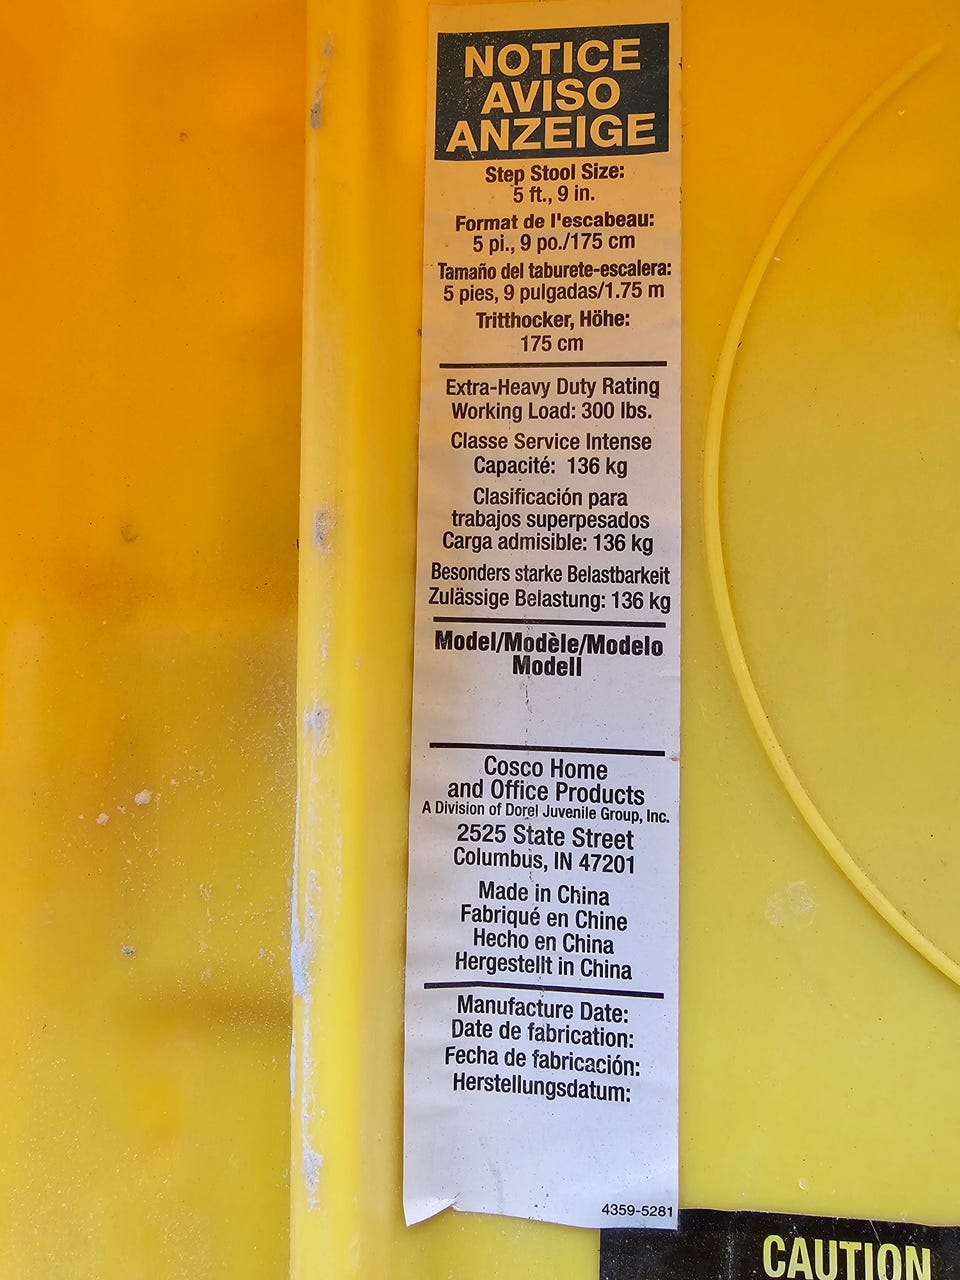 NOTICE
AVISO
ANZEIGE
Step Stool Size:
5 ft., 9 in.
Format de l'escabeau:
5 pi., 9 po./175 cm
Tamaño del taburete-escalera:
5 pies, 9 pulgadas/1.75 m
Tritthocker, Höhe:
175 cm
Extra-Heavy Duty Rating
Working Load: 300 lbs.
Classe Service Intense
Capacité: 136 kg
Clasificación para
trabajos superpesados
Carga admisible: 136 kg
Besonders starke Belastbarkeit
Zulässige Belastung: 136 kg
Model/Modèle/Modelo
Modell
Cosco Home
and Office Products
A Division of Dorel Juvenile Group, Inc.
2525 State Street
Columbus, IN 47201
Made in China
Fabriqué en Chine
Hecho en China
Hergestellt in China
Manufacture Date:
Date de fabrication:
Fecha de fabricación:
Herstellungsdatum:
4359-5281
CAUTION